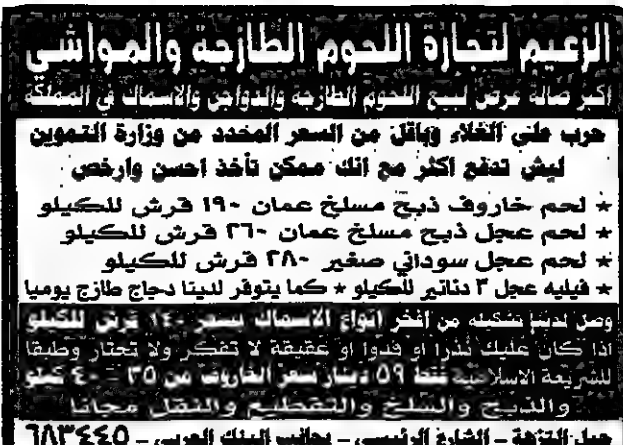 الزعيم لتجارة اللحوم الطازجة والمواشي
اكبر صالة عرض لبيع اللحوم الطازجة والدواجن والاسماك في المملكة
حرب على الغلاء وباقل من السعر المحدد من وزارة التموين
ليش تدفع اكثر مع انك ممكن تأخذ احسن وارخص
* لحم خاروف ذبح مسلخ عمان ١٩٠ قرش للكيلو
* لحم عجل ذبح مسلخ عمان ٢٦٠ قرش للكيلو
* لحم عجل سوداني صغير ٢٨٠ قرش للكيلو
* فيليه عجل ٣ دنانير للكيلو * كما يتوفر لدينا دجاج طازج يوميا
وصل لدينا تشكيله من افخر انواع الاسماك بسعر ١٤٠ قرش للكيلو
اذا كان عليك نذرا او فدوا او عقيقة لا تفكر ولا تحتار وطبقا
للشريعة الاسلامية فقط ٥٩ دينار سعر الخاروف من ٣٥ - ٤٠ كيلو
والذبح والسلخ والتقطيع والنقل مجانا
جبل النزهة - الشارع الرئيسي - بجانب البنك العربي - ٦٨٣٤٤٥